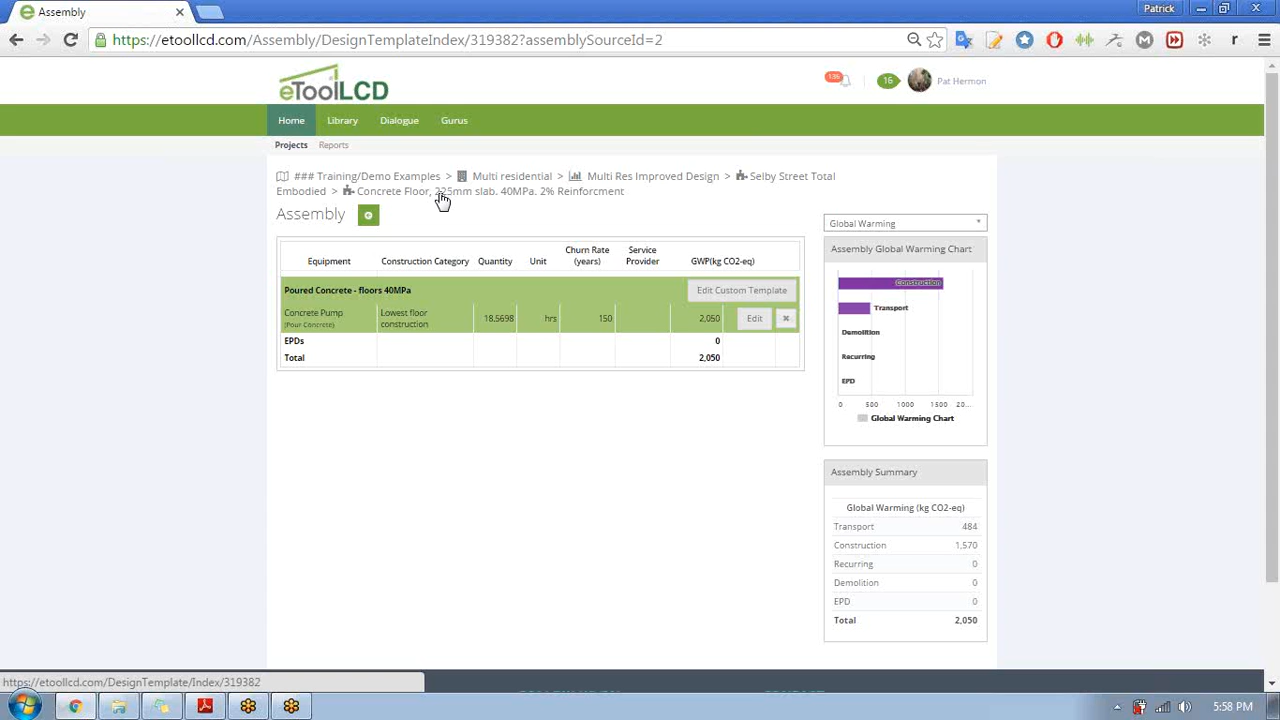 Assembly
Patrick
https://etoollcd.com/Assembly/DesignTemplateIndex/319382?assemblySourceId=2
eToolLCD
136
16
Pat Hermon
Home Library Dialogue Gurus
Projects Reports
### Training/Demo Examples > Multi residential > Multi Res Improved Design > Selby Street Total
Embodied > Concrete Floor, 225mm slab. 40MPa. 2% Reinforcment
Assembly
Global Warming
Equipment Construction Category Quantity Unit Churn Rate (years) Service Provider GWP(kg CO2-eq)
Poured Concrete - floors 40MPa Edit Custom Template
Concrete Pump Lowest floor 18.5698 hrs 150 2,050 Edit
(Pour Concrete) construction
EPDs 0
Total 2,050
Assembly Global Warming Chart
Construction
Transport
Demolition
Recurring
EPD
0 500 1000 1500 20...
Global Warming Chart
Assembly Summary
Global Warming (kg CO2-eq)
Transport 484
Construction 1,570
Recurring 0
Demolition 0
EPD 0
Total 2,050
https://etoollcd.com/DesignTemplate/Index/319382
5:58 PM